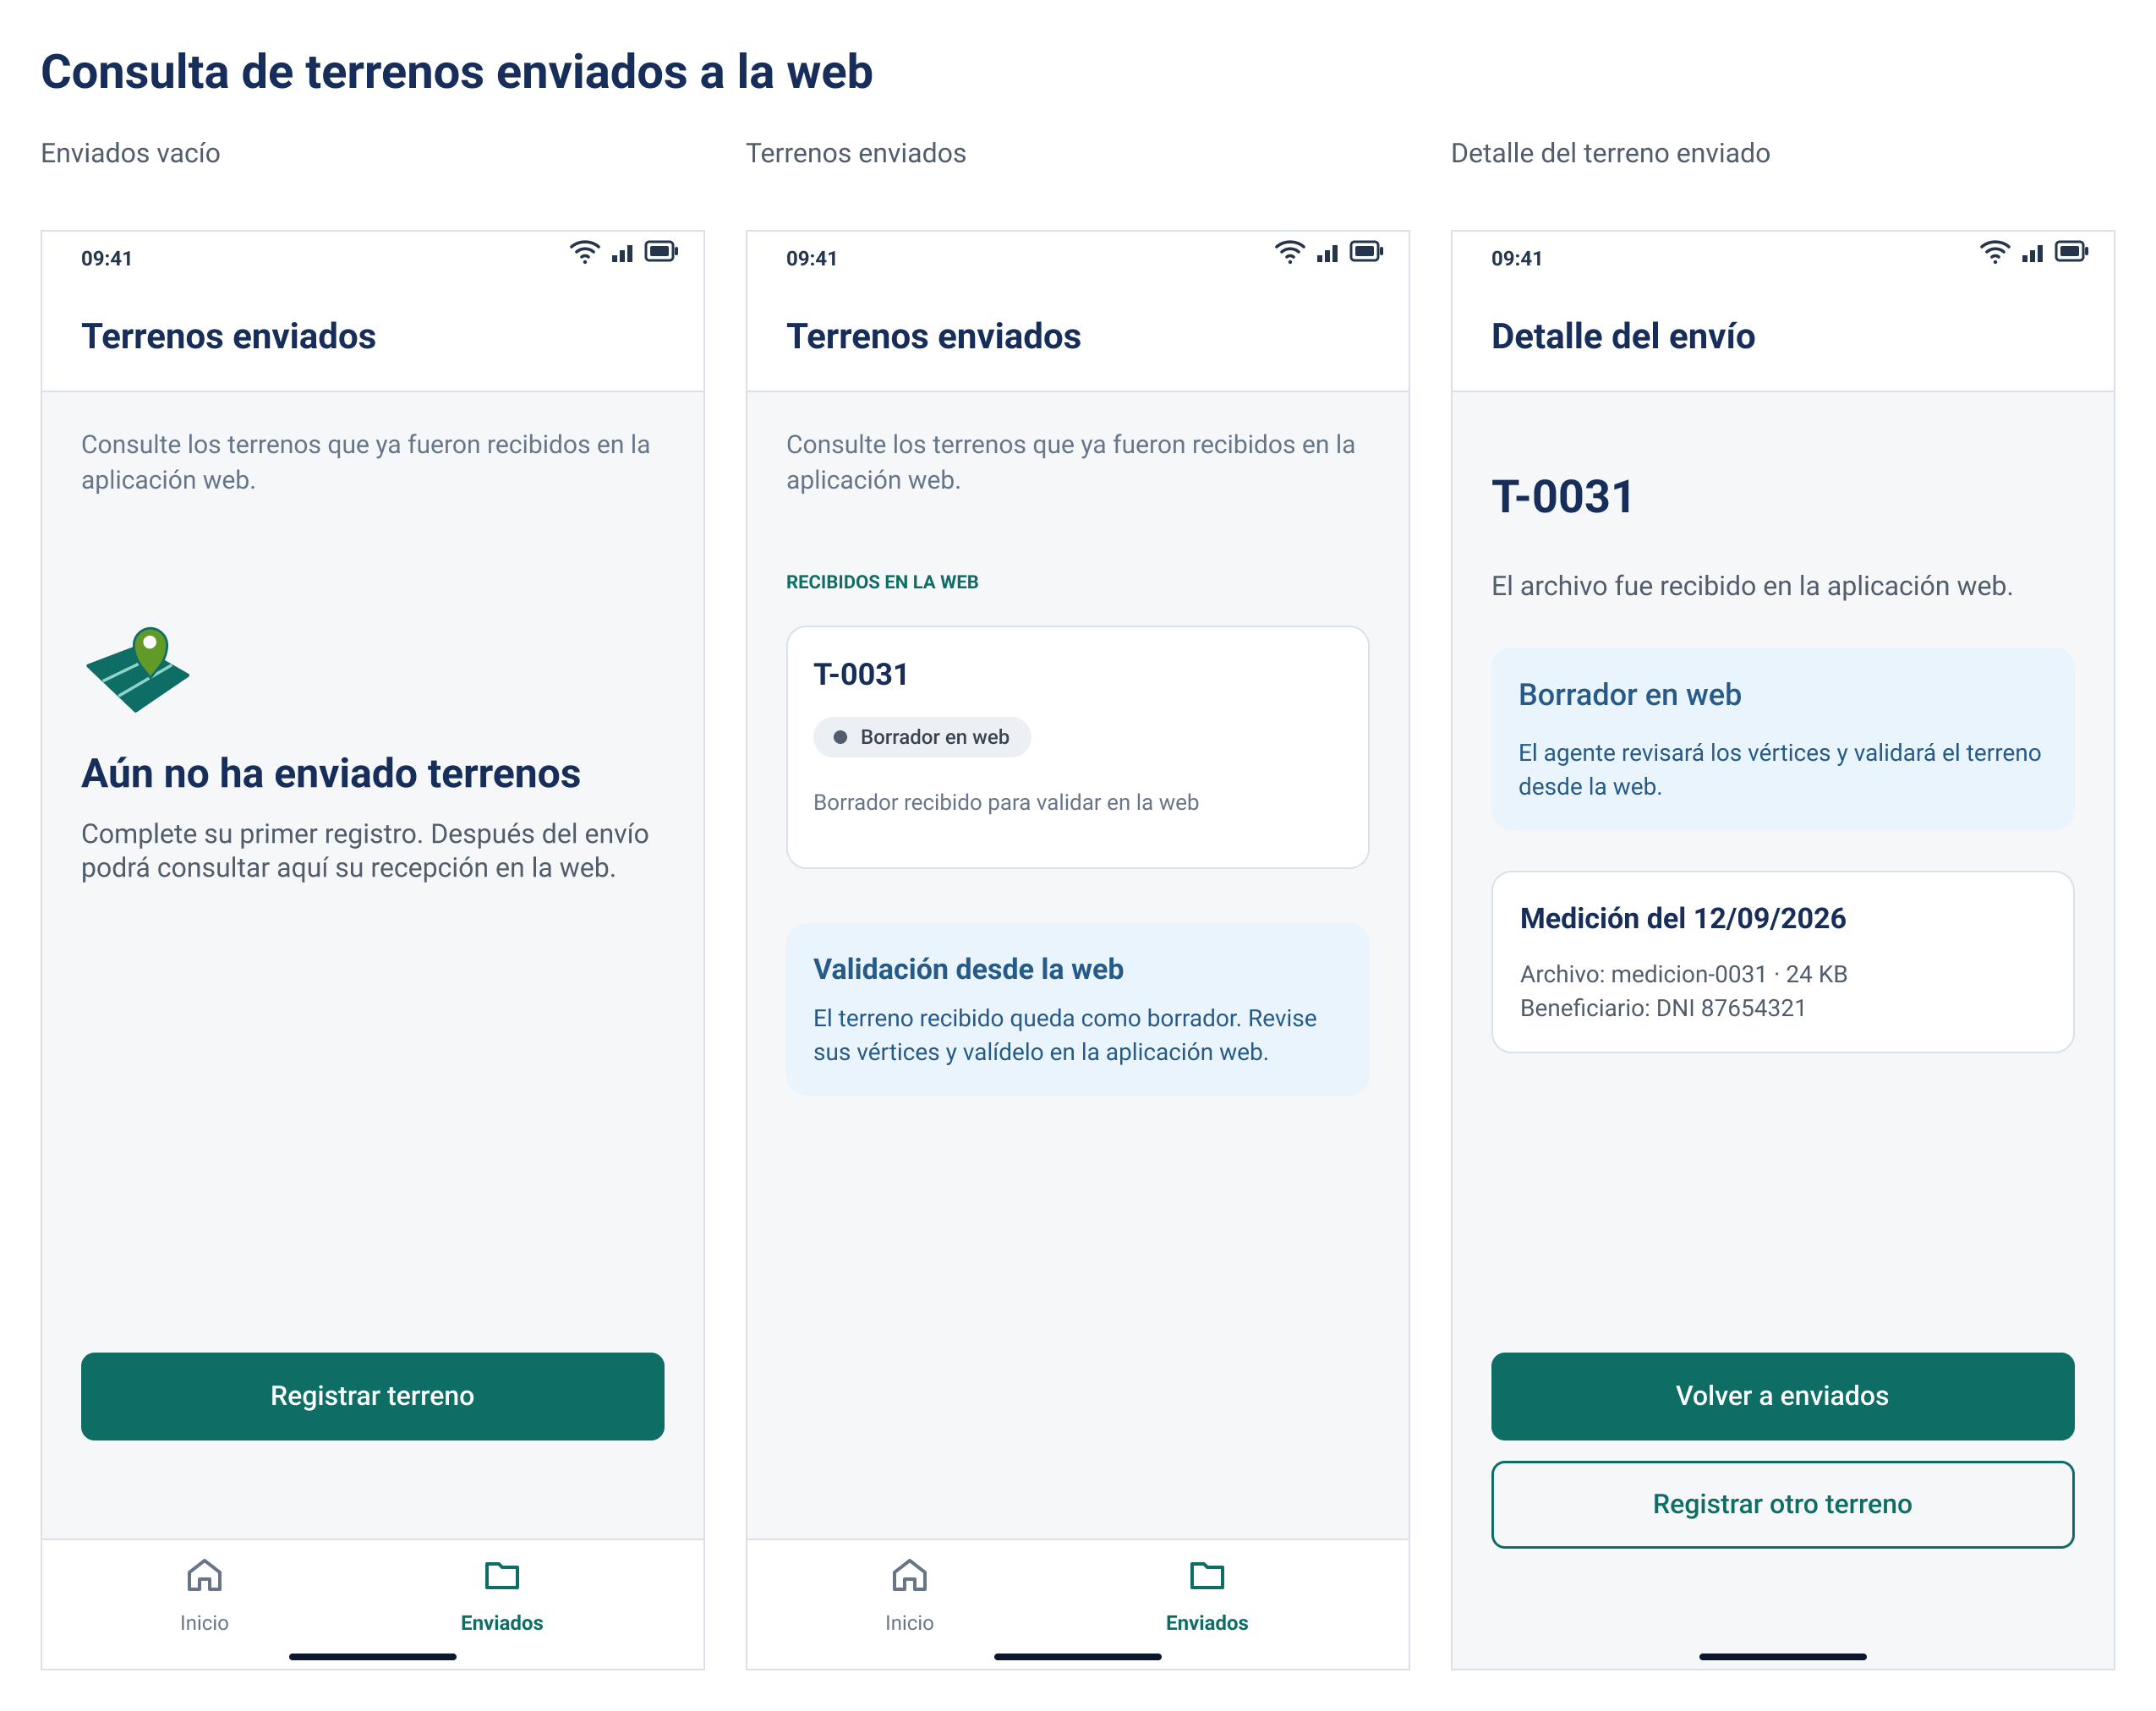 Consulta de terrenos enviados a la web
Enviados vacío
09:41
Terrenos enviados
Consulte los terrenos que ya fueron recibidos en la
aplicación web.
Aún no ha enviado terrenos
Complete su primer registro. Después del envío
podrá consultar aquí su recepción en la web.
Registrar terreno
Inicio
Enviados
Terrenos enviados
09:41
Terrenos enviados
Consulte los terrenos que ya fueron recibidos en la
aplicación web.
RECIBIDOS EN LA WEB
T-0031
Borrador en web
Borrador recibido para validar en la web
Validación desde la web
El terreno recibido queda como borrador. Revise
sus vértices y valídelo en la aplicación web.
Inicio
Enviados
Detalle del terreno enviado
09:41
Detalle del envío
T-0031
El archivo fue recibido en la aplicación web.
Borrador en web
El agente revisará los vértices y validará el terreno
desde la web.
Medición del 12/09/2026
Archivo: medicion-0031 · 24 KB
Beneficiario: DNI 87654321
Volver a enviados
Registrar otro terreno